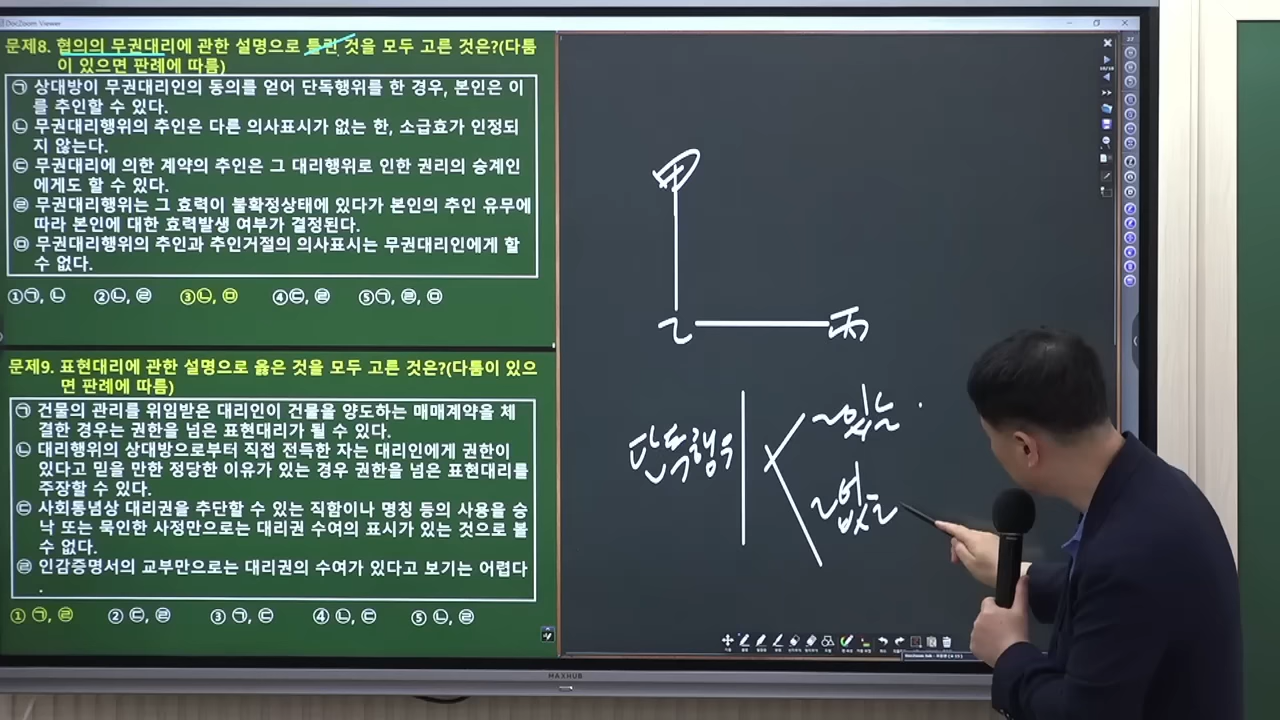 DocZoom Viewer
문제8. 협의의 무권대리에 관한 설명으로 틀린 것을 모두 고른 것은?(다툼
이 있으면 판례에 따름)
㉠ 상대방이 무권대리인의 동의를 얻어 단독행위를 한 경우, 본인은 이
를 추인할 수 있다.
㉡ 무권대리행위의 추인은 다른 의사표시가 없는 한, 소급효가 인정되
지 않는다.
㉢ 무권대리에 의한 계약의 추인은 그 대리행위로 인한 권리의 승계인
에게도 할 수 있다.
㉣ 무권대리행위는 그 효력이 불확정상태에 있다가 본인의 추인 유무에
따라 본인에 대한 효력발생 여부가 결정된다.
㉤ 무권대리행위의 추인과 추인거절의 의사표시는 무권대리인에게 할
수 없다.
①㉠, ㉡ ②㉡, ㉣ ③㉡, ㉤ ④㉢, ㉣ ⑤㉠, ㉣, ㉤
문제9. 표현대리에 관한 설명으로 옳은 것을 모두 고른 것은?(다툼이 있으
면 판례에 따름)
㉠ 건물의 관리를 위임받은 대리인이 건물을 양도하는 매매계약을 체
결한 경우는 권한을 넘은 표현대리가 될 수 있다.
㉡ 대리행위의 상대방으로부터 직접 전득한 자는 대리인에게 권한이
있다고 믿을 만한 정당한 이유가 있는 경우 권한을 넘은 표현대리를
주장할 수 있다.
㉢ 사회통념상 대리권을 추단할 수 있는 직함이나 명칭 등의 사용을 승
낙 또는 묵인한 사정만으로는 대리권 수여의 표시가 있는 것으로 볼
수 없다.
㉣ 인감증명서의 교부만으로는 대리권의 수여가 있다고 보기는 어렵다
.
① ㉠, ㉣ ② ㉢, ㉣ ③ ㉠, ㉢ ④ ㉡, ㉢ ⑤ ㉡, ㉣
甲
乙 丙
단독행위
~있는
~없는
MAXHUB